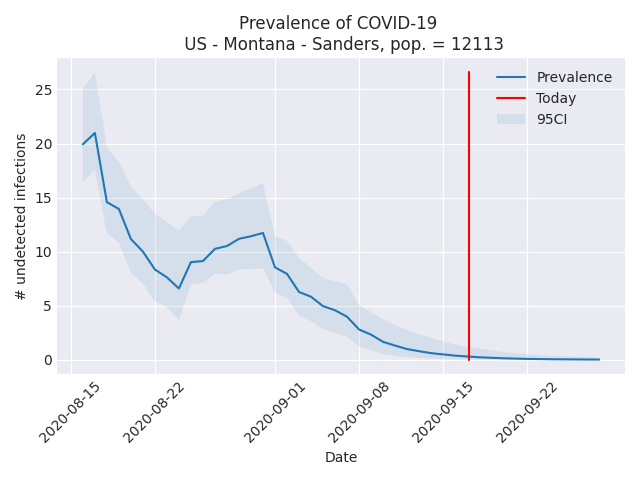 Prevalence of COVID-19
US - Montana - Sanders, pop. = 12113
Prevalence
Today
95CI
# undetected infections
25
20
15
10
5
0
2020-08-15
2020-08-22
2020-09-01
2020-09-08
2020-09-15
2020-09-22
Date